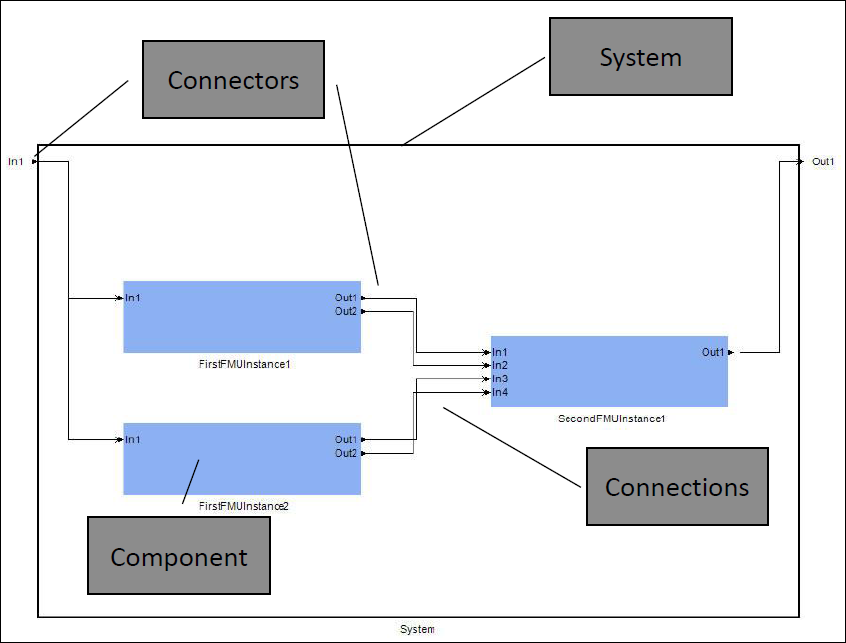 System
Connectors
In1
Out1
In1
Out1
Out2
FirstFMUInstance1
In1
In2
In3
In4
Out1
SecondFMUInstance1
In1
Out1
Out2
FirstFMUInstance2
Connections
Component
System